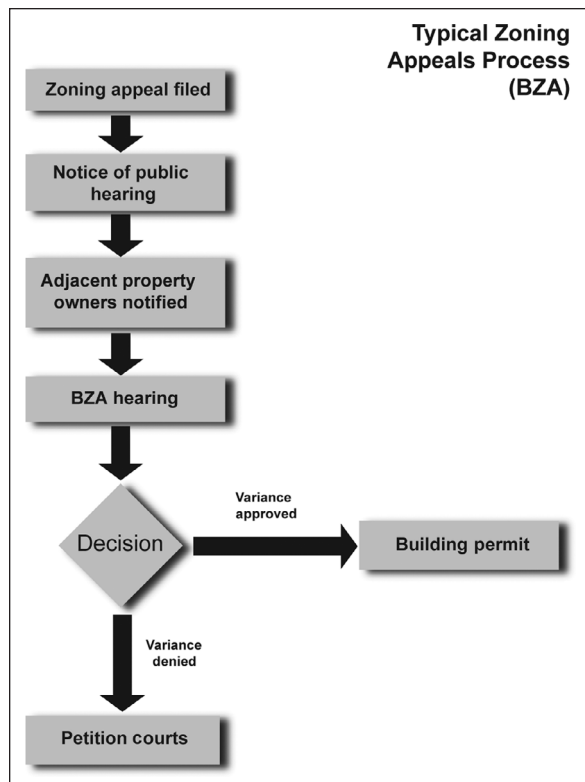 Typical Zoning
Appeals Process
(BZA)
Zoning appeal filed
Notice of public
hearing
Adjacent property
owners notified
BZA hearing
Decision
Variance
approved
Building permit
Variance
denied
Petition courts